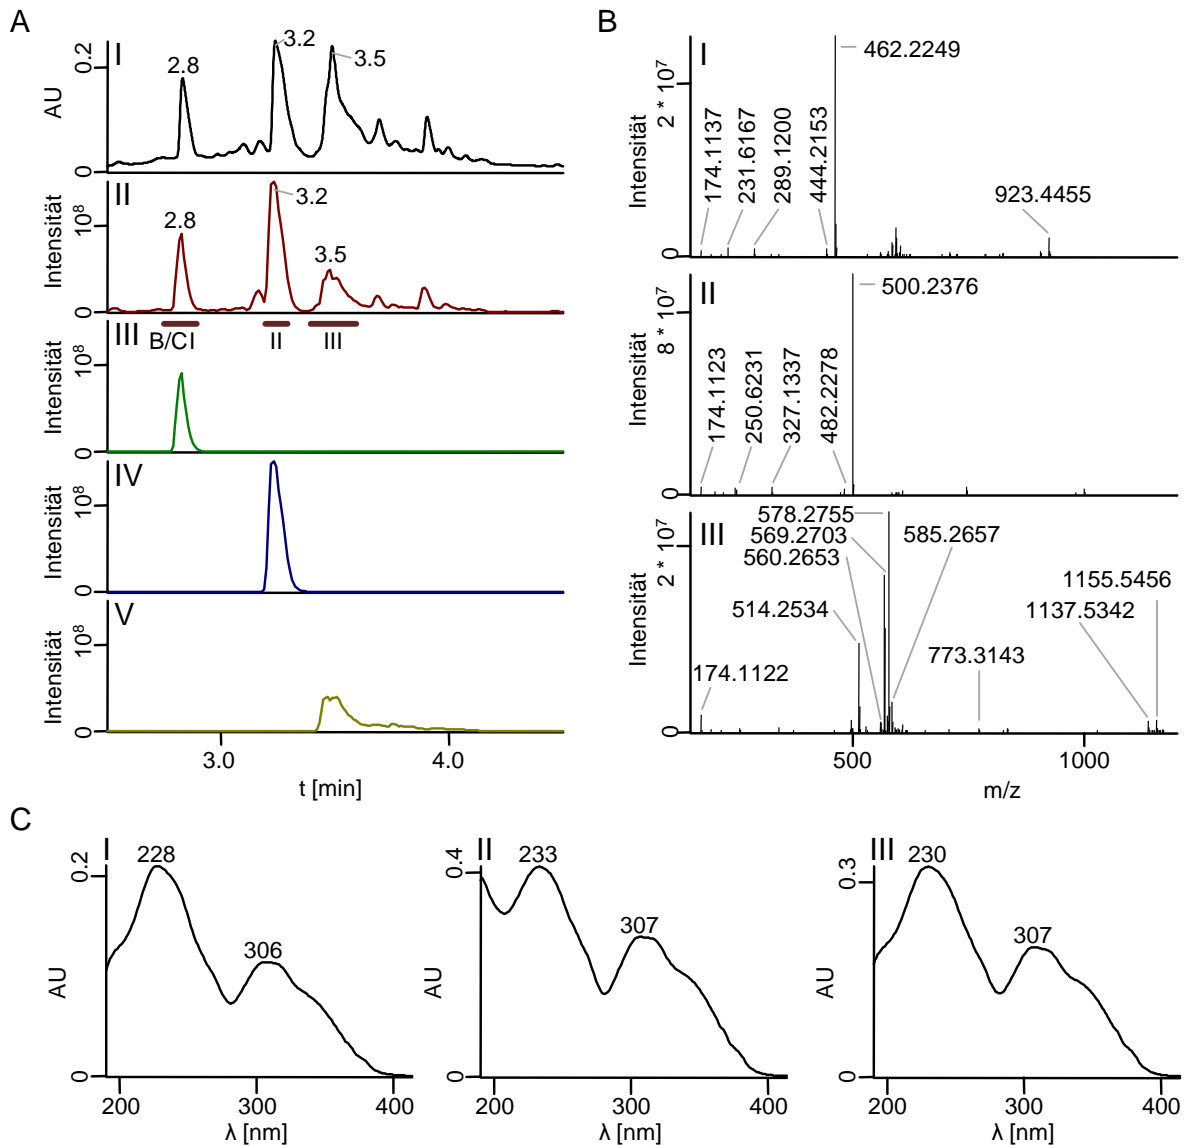 A
I
2.8
3.2
3.5
0.2
AU
0
II
2.8
3.2
3.5
10⁸
Intensität
0
B/C I
II
III
III
10⁸
Intensität
0
IV
10⁸
Intensität
0
V
10⁸
Intensität
0
3.0
4.0
t [min]
B
I
462.2249
2 * 10⁷
Intensität
0
174.1137
231.6167
289.1200
444.2153
923.4455
II
500.2376
8 * 10⁷
Intensität
0
174.1123
250.6231
327.1337
482.2278
III
578.2755
569.2703
560.2653
585.2657
514.2534
174.1122
773.3143
1155.5456
1137.5342
2 * 10⁷
Intensität
0
500
1000
m/z
C
I
228
306
0.2
AU
0
200
300
400
λ [nm]
II
233
307
0.4
AU
0
200
300
400
λ [nm]
III
230
307
0.3
AU
0
200
300
400
λ [nm]